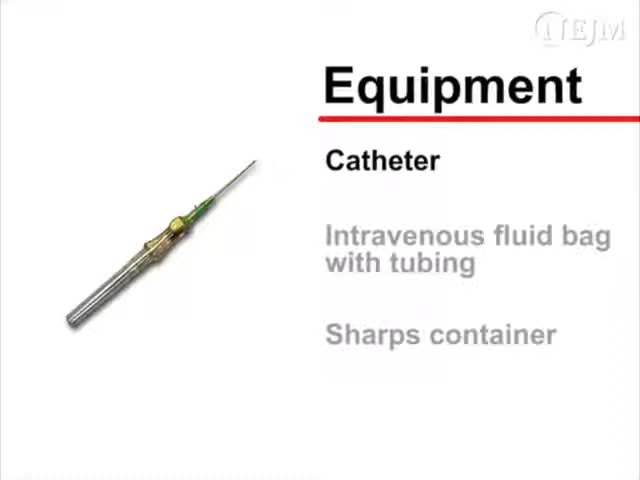 NEJM
Equipment
Catheter
Intravenous fluid bag
with tubing
Sharps container